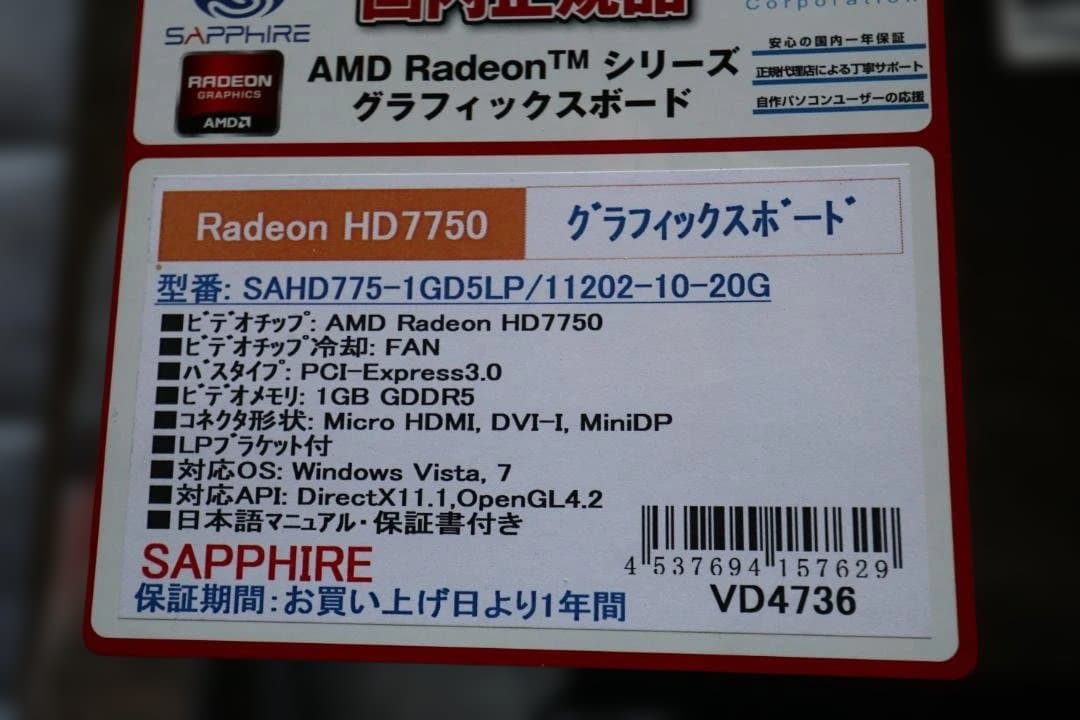 SAPPHIRE
国内正規品
Corporation
RADEON
GRAPHICS
AMD
AMD Radeon™ シリーズ
グラフィックスボード
安心の国内一年保証
正規代理店による丁寧サポート
自作パソコンユーザーの応援
Radeon HD7750
グラフィックスボード
型番: SAHD775-1GD5LP/11202-10-20G
■ビデオチップ: AMD Radeon HD7750
■ビデオチップ冷却: FAN
■バスタイプ: PCI-Express3.0
■ビデオメモリ: 1GB GDDR5
■コネクタ形状: Micro HDMI, DVI-I, MiniDP
■LPブラケット付
■対応OS: Windows Vista, 7
■対応API: DirectX11.1,OpenGL4.2
■日本語マニュアル・保証書付き
SAPPHIRE
保証期間:お買い上げ日より1年間
4 537694 157629
VD4736